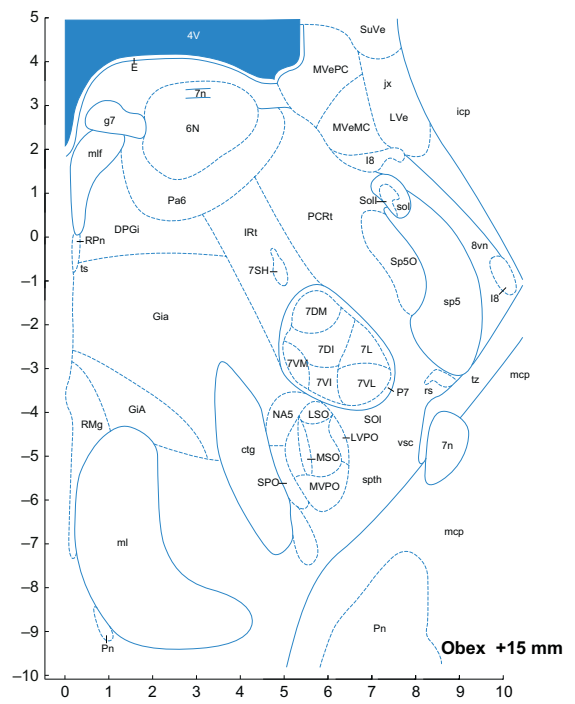 5
4V
SuVe
E
MVePC
4
jx
7n
icp
3
LVe
g7
6N
MVeMC
2
mlf
I8
1
Pa6
SolI
sol
PCRt
DPGi
IRt
0
RPn
8vn
ts
Sp5O
7SH
–1
I8
sp5
7DM
Gia
–2
7DI
7L
7VM
–3
mcp
tz
7VI
7VL
P7
rs
GiA
–4
NA5
LSO
SOl
RMg
LVPO
vsc
7n
ctg
MSO
–5
SPO
MVPO
spth
–6
mcp
ml
–7
–8
Pn
–9
Pn
Obex +15 mm
–10
0 1 2 3 4 5 6 7 8 9 10